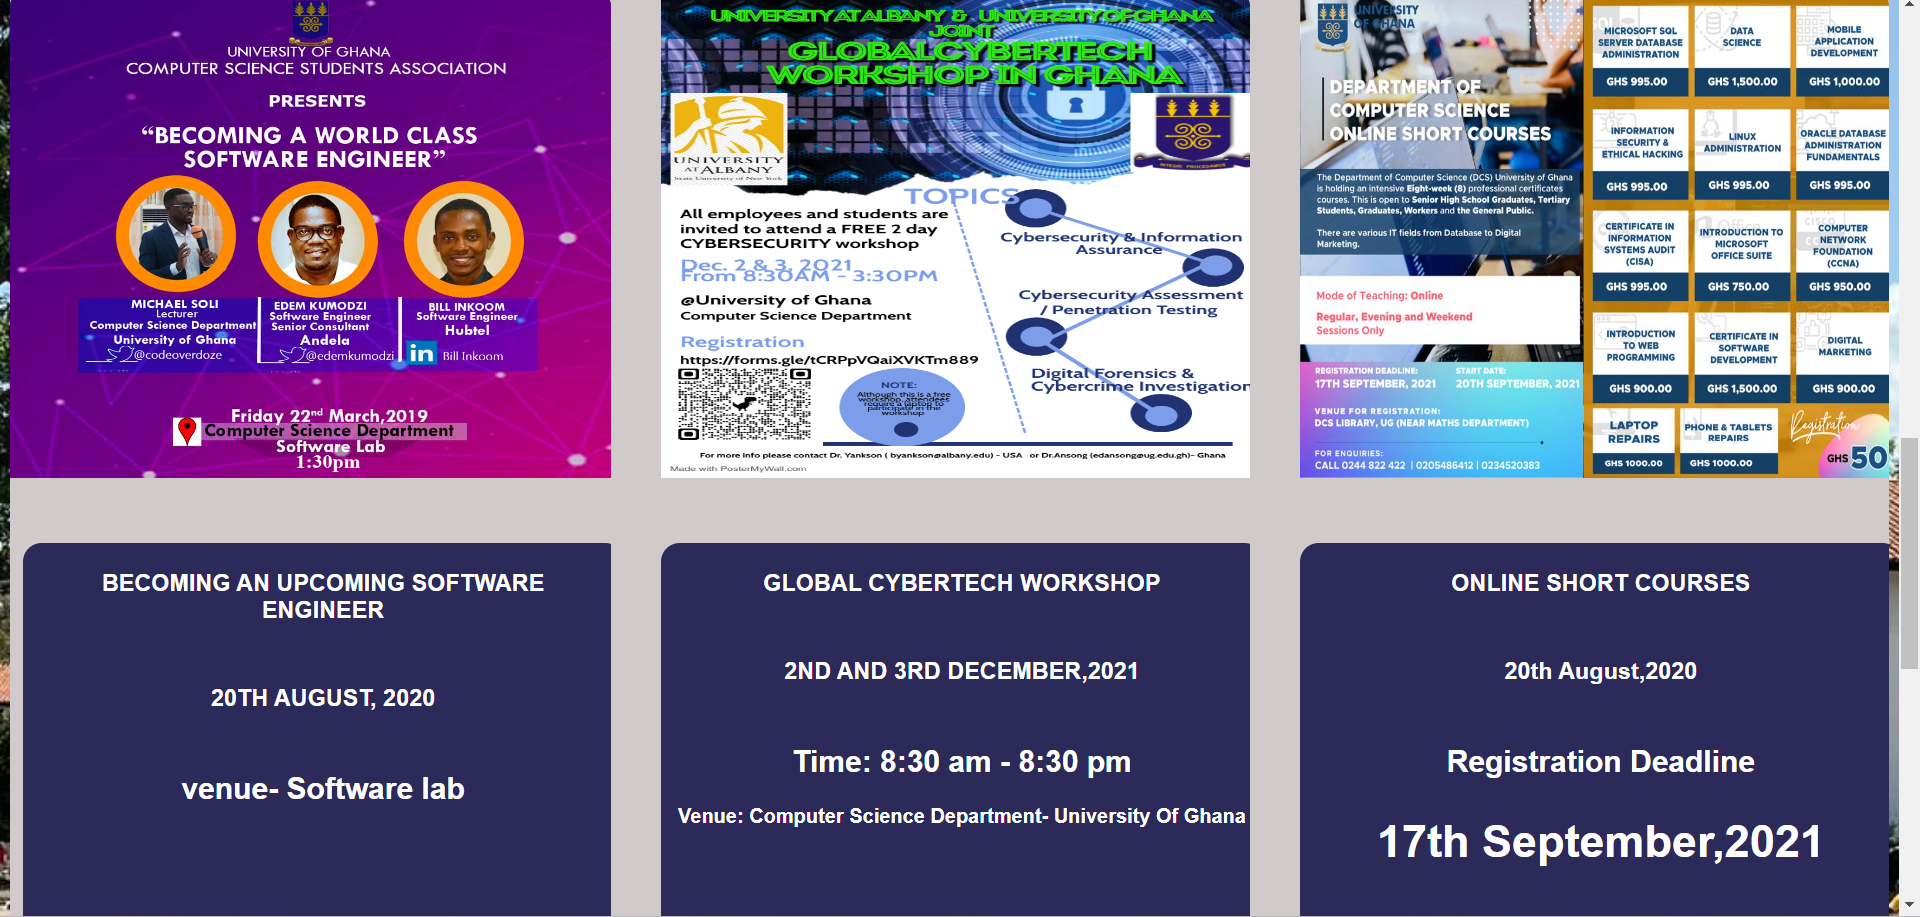 UNIVERSITY OF GHANA
COMPUTER SCIENCE STUDENTS ASSOCIATION
PRESENTS
“BECOMING A WORLD CLASS
SOFTWARE ENGINEER”
MICHAEL SOLI
Lecturer
Computer Science Department
University of Ghana
@codeoverdoze
EDEM KUMODZI
Software Engineer
Senior Consultant
Andela
@edemkumodzi
BILL INKOOM
Software Engineer
Hubtel
in Bill Inkoom
Friday 22nd March,2019
Computer Science Department
Software Lab
1:30pm
UNIVERSITY AT ALBANY & UNIVERSITY OF GHANA
JOINT
GLOBALCYBERTECH
WORKSHOP IN GHANA
UNIVERSITY
AT ALBANY
State University of New York
INTEGRI PROCEDAMUS
TOPICS
All employees and students are
invited to attend a FREE 2 day
CYBERSECURITY workshop
Dec. 2 & 3, 2021
From 8:30AM - 3:30PM
@University of Ghana
Computer Science Department
Registration
https://forms.gle/tCRPpVQaiXVKTm889
NOTE:
Although this is a free
workshop, attendees
require a laptop to
participate in the
workshop
Cybersecurity & Information
Assurance
Cybersecurity Assessment
/ Penetration Testing
Digital Forensics &
Cybercrime Investigation
For more Info please contact Dr. Yankson ( byankson@albany.edu) - USA or Dr.Ansong (edansong@ug.edu.gh)- Ghana
Made with PosterMyWall.com
UNIVERSITY
OF GHANA
DEPARTMENT OF
COMPUTER SCIENCE
ONLINE SHORT COURSES
The Department of Computer Science (DCS) University of Ghana
is holding an intensive Eight-week (8) professional certificates
courses. This is open to Senior High School Graduates, Tertiary
Students, Graduates, Workers and the General Public.
There are various IT fields from Database to Digital
Marketing.
Mode of Teaching: Online
Regular, Evening and Weekend
Sessions Only
REGISTRATION DEADLINE:
17TH SEPTEMBER, 2021
START DATE:
20TH SEPTEMBER, 2021
VENUE FOR REGISTRATION:
DCS LIBRARY, UG (NEAR MATHS DEPARTMENT)
FOR ENQUIRIES:
CALL 0244 822 422 | 0205486412 | 0234520383
MICROSOFT SQL
SERVER DATABASE
ADMINISTRATION
GHS 995.00
DATA
SCIENCE
GHS 1,500.00
MOBILE
APPLICATION
DEVELOPMENT
GHS 1,000.00
INFORMATION
SECURITY &
ETHICAL HACKING
GHS 995.00
LINUX
ADMINISTRATION
GHS 995.00
ORACLE DATABASE
ADMINISTRATION
FUNDAMENTALS
GHS 995.00
CERTIFICATE IN
INFORMATION
SYSTEMS AUDIT
(CISA)
GHS 995.00
INTRODUCTION TO
MICROSOFT
OFFICE SUITE
GHS 750.00
CISCO
COMPUTER
NETWORK
FOUNDATION
(CCNA)
GHS 950.00
INTRODUCTION
TO WEB
PROGRAMMING
GHS 900.00
CERTIFICATE IN
SOFTWARE
DEVELOPMENT
GHS 1,500.00
DIGITAL
MARKETING
GHS 900.00
LAPTOP
REPAIRS
GHS 1000.00
PHONE & TABLETS
REPAIRS
GHS 1000.00
Registration
GHS 50
BECOMING AN UPCOMING SOFTWARE
ENGINEER
20TH AUGUST, 2020
venue- Software lab
GLOBAL CYBERTECH WORKSHOP
2ND AND 3RD DECEMBER,2021
Time: 8:30 am - 8:30 pm
Venue: Computer Science Department- University Of Ghana
ONLINE SHORT COURSES
20th August,2020
Registration Deadline
17th September,2021